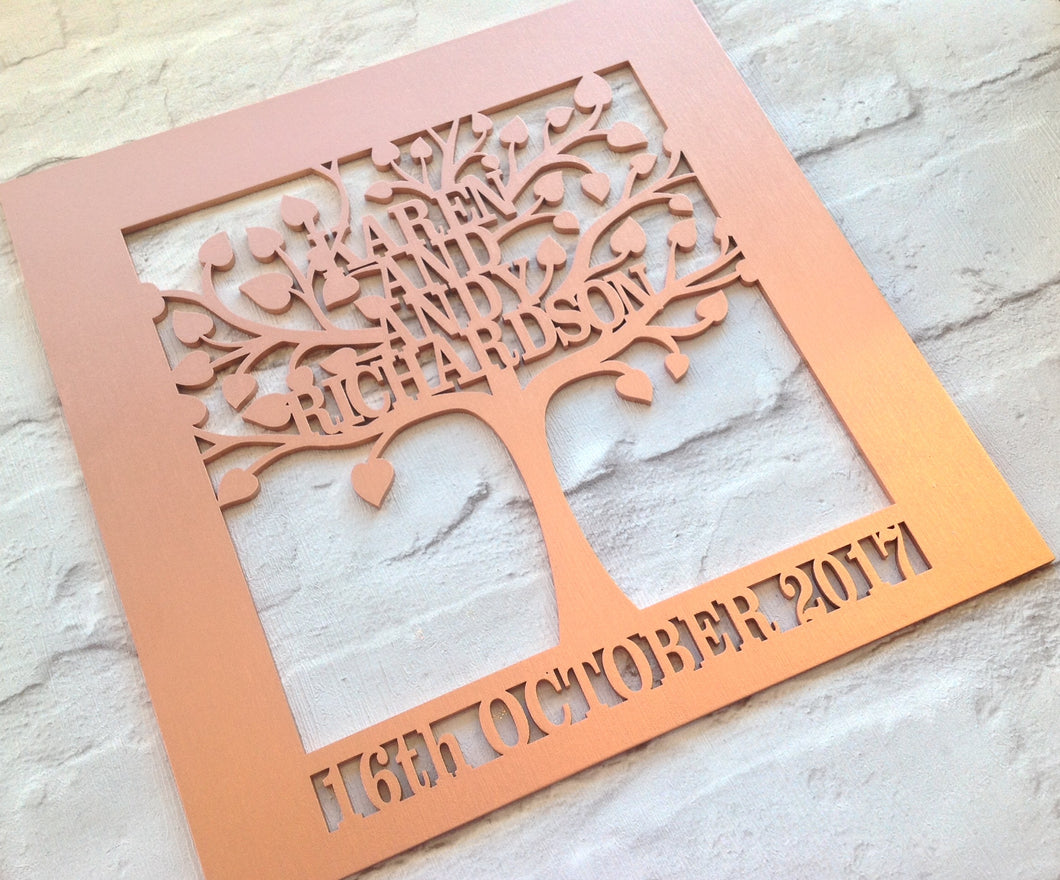 KAREN
AND
ANDY
RICHARDSON
16th OCTOBER 2017